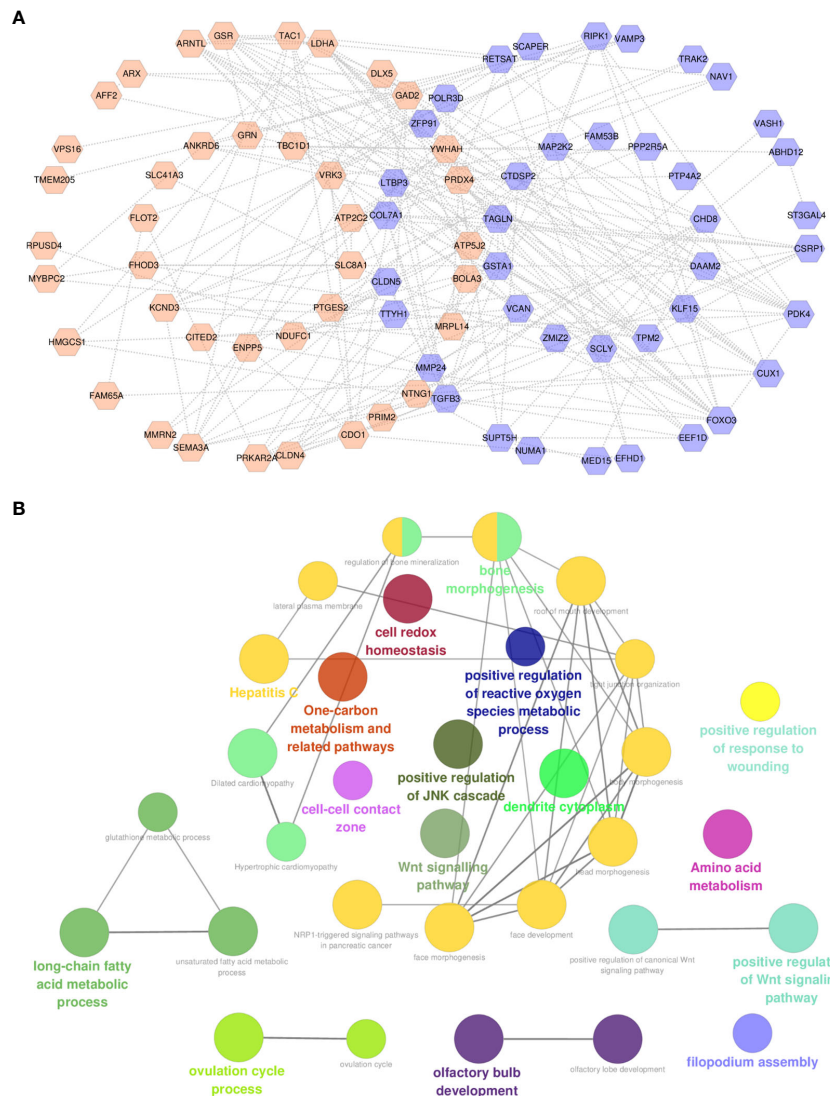 A
GSR
TAC1
ARNTL
LDHA
RIPK1
VAMP3
SCAPER
RETSAT
TRAK2
NAV1
ARX
DLX5
AFF2
GAD2
POLR3D
ZFP91
VASH1
GRN
ANKRD6
TBC1D1
YWHAH
MAP2K2
FAM53B
PPP2R5A
ABHD12
VPS16
TMEM205
SLC41A3
VRK3
LTBP3
PRDX4
CTDSP2
PTP4A2
FLOT2
ATP2C2
COL7A1
TAGLN
CHD8
ST3GAL4
RPUSD4
ATP5J2
CSRP1
MYBPC2
FHOD3
SLC8A1
CLDN5
BOLA3
GSTA1
DAAM2
KCND3
PTGES2
TTYH1
VCAN
KLF15
PDK4
HMGCS1
CITED2
ENPP5
NDUFC1
MRPL14
ZMIZ2
SCLY
TPM2
MMP24
CUX1
FAM65A
NTNG1
TGFB3
PRIM2
FOXO3
MMRN2
SEMA3A
CDO1
SUPT5H
EEF1D
PRKAR2A
CLDN4
NUMA1
MED15
EFHD1
B
regulation of bone mineralization
bone
morphogenesis
lateral plasma membrane
roof of mouth development
cell redox
homeostasis
Hepatitis C
tight junction organization
One-carbon
metabolism and
related pathways
positive regulation
of reactive oxygen
species metabolic
process
positive regulation
of response to
wounding
Dilated cardiomyopathy
body morphogenesis
positive regulation
of JNK cascade
cell-cell contact
zone
dendrite cytoplasm
glutathione metabolic process
Hypertrophic cardiomyopathy
Wnt signalling
pathway
head morphogenesis
Amino acid
metabolism
NRP1-triggered signaling pathways
in pancreatic cancer
face morphogenesis
face development
long-chain fatty
acid metabolic
process
unsaturated fatty acid metabolic
process
positive regulation of canonical Wnt
signaling pathway
positive regulat
of Wnt signalin
pathway
ovulation cycle
process
ovulation cycle
olfactory bulb
development
olfactory lobe development
filopodium assembly